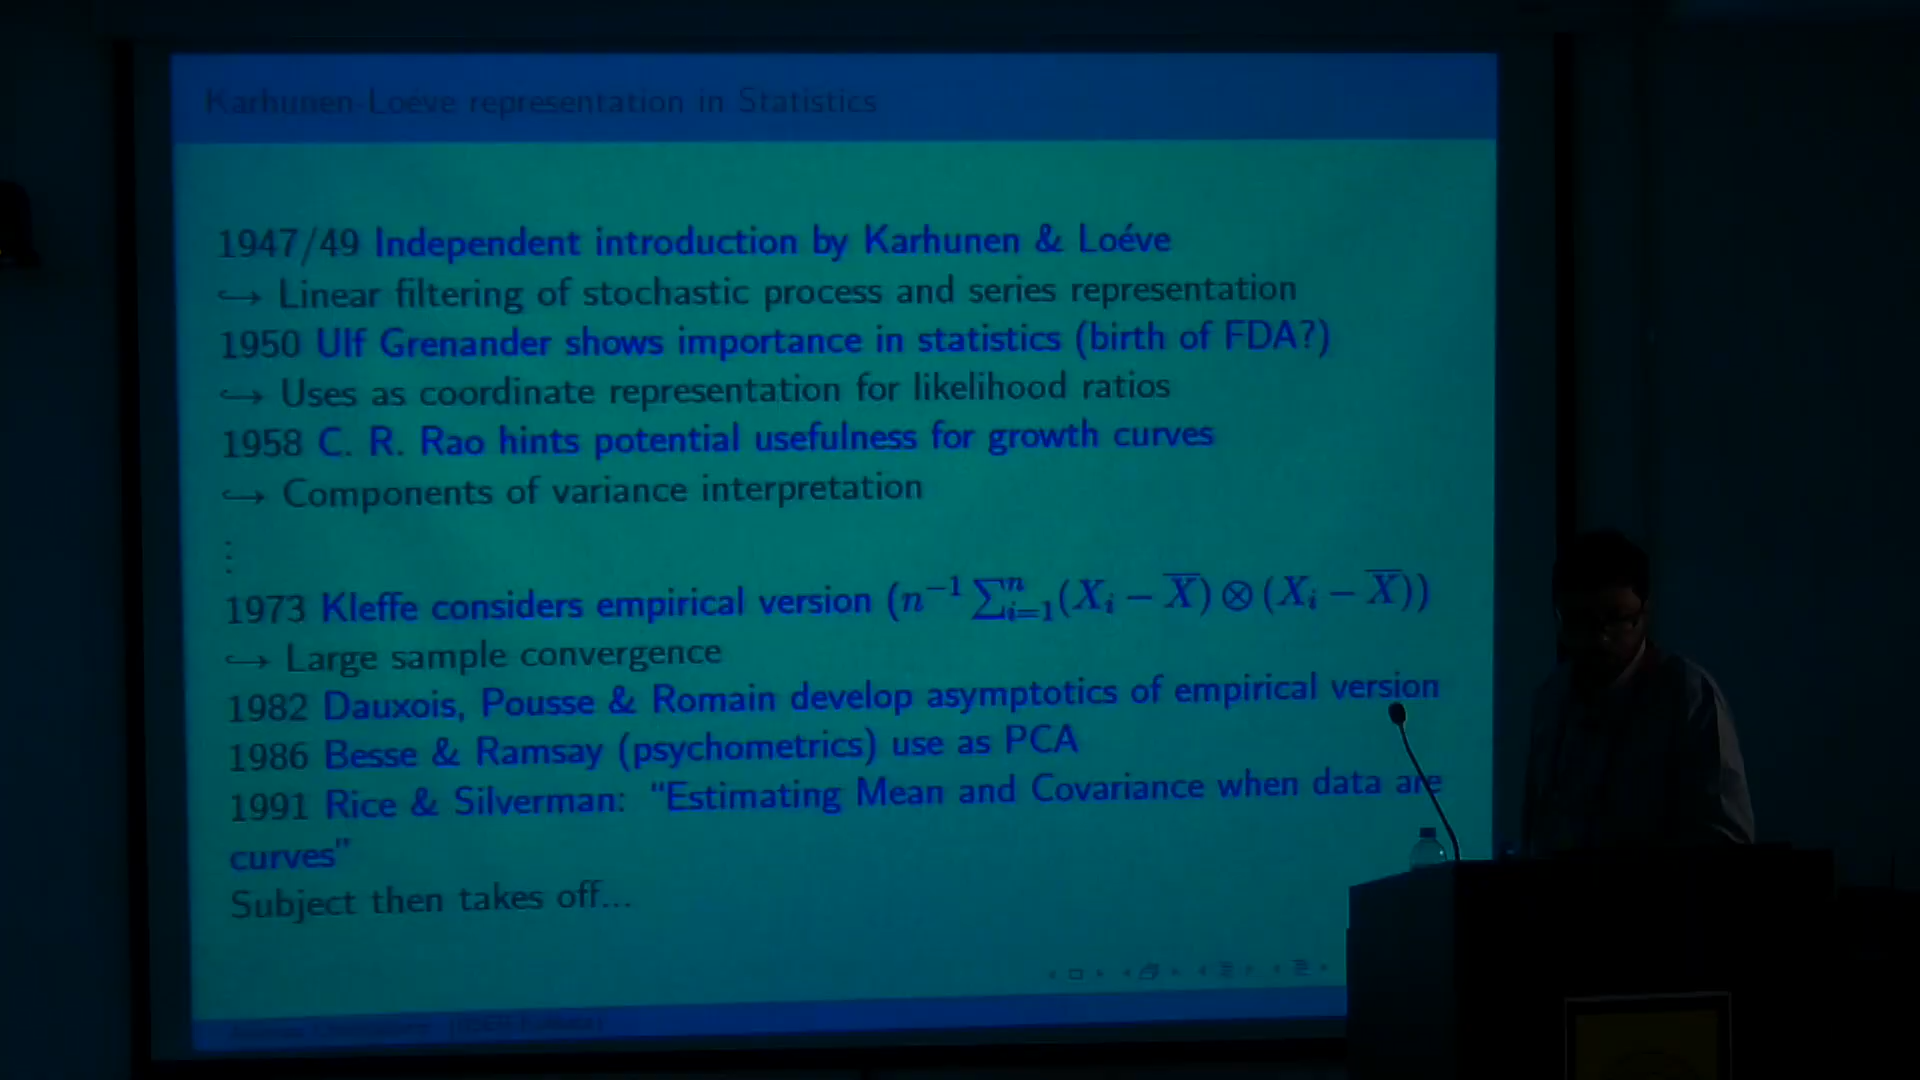 Karhunen-Loéve representation in Statistics
1947/49 Independent introduction by Karhunen & Loéve
↪ Linear filtering of stochastic process and series representation
1950 Ulf Grenander shows importance in statistics (birth of FDA?)
↪ Uses as coordinate representation for likelihood ratios
1958 C. R. Rao hints potential usefulness for growth curves
↪ Components of variance interpretation
⋮
1973 Kleffe considers empirical version (n⁻¹ ∑ⁿᵢ₌₁(Xᵢ − X̅) ⊗ (Xᵢ − X̅))
↪ Large sample convergence
1982 Dauxois, Pousse & Romain develop asymptotics of empirical version
1986 Besse & Ramsay (psychometrics) use as PCA
1991 Rice & Silverman: “Estimating Mean and Covariance when data are
curves”
Subject then takes off...